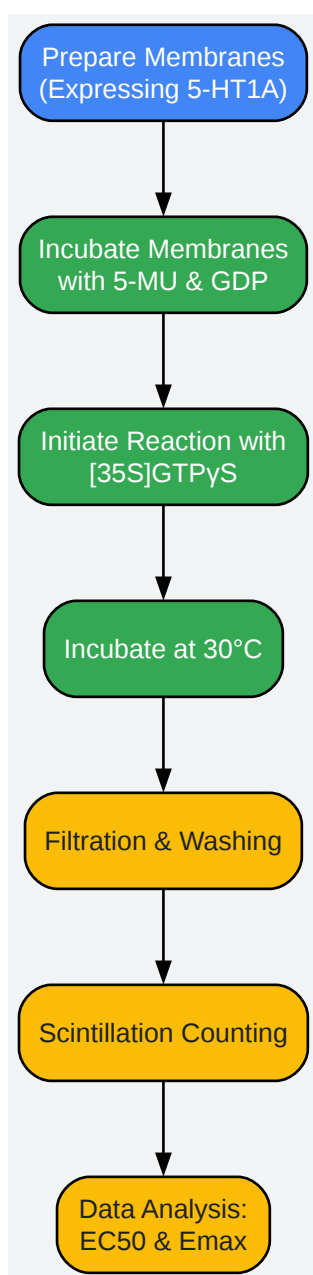 Prepare Membranes
(Expressing 5-HT1A)
Incubate Membranes
with 5-MU & GDP
Initiate Reaction with
[35S]GTPγS
Incubate at 30°C
Filtration & Washing
Scintillation Counting
Data Analysis:
EC50 & Emax